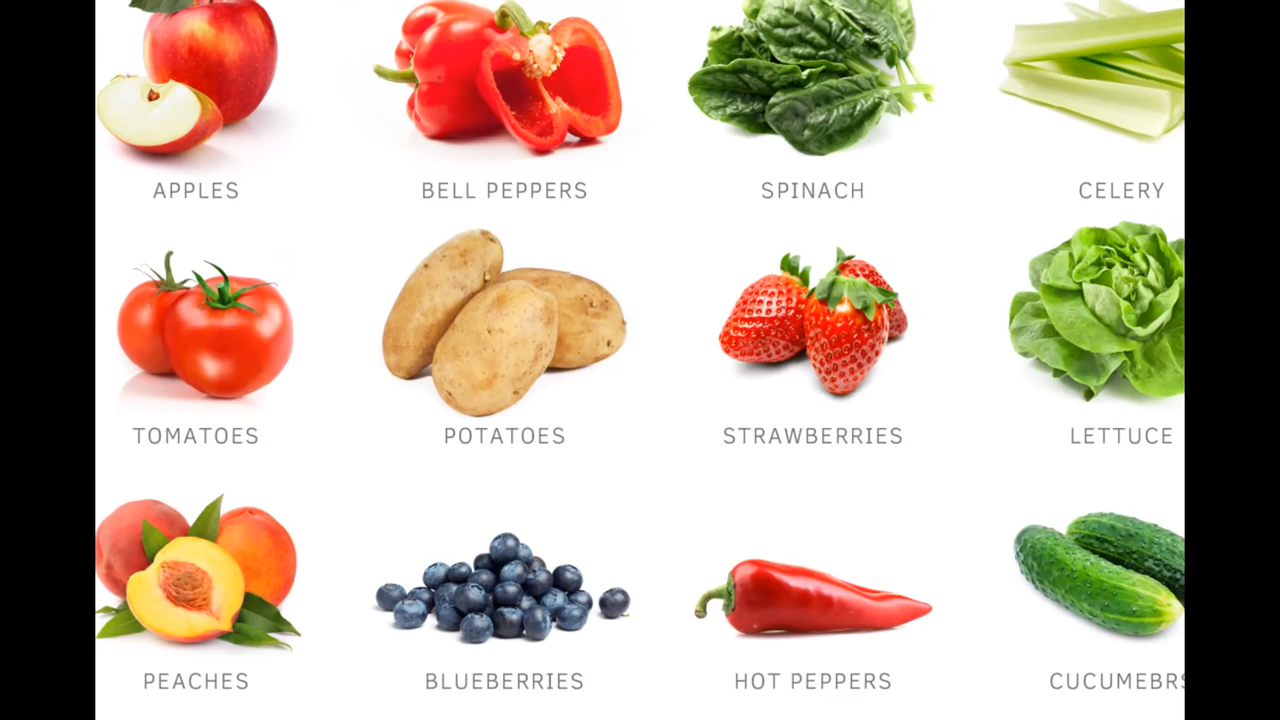 APPLES
BELL PEPPERS
SPINACH
CELERY
TOMATOES
POTATOES
STRAWBERRIES
LETTUCE
PEACHES
BLUEBERRIES
HOT PEPPERS
CUCUMEBRS